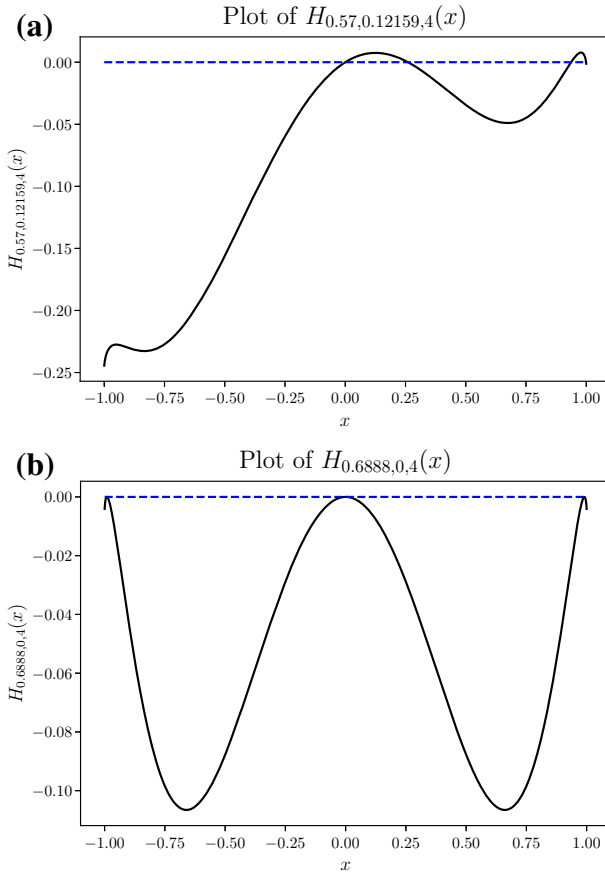 (a)
Plot of H_{0.57,0.12159,4}(x)
0.00
−0.05
−0.10
−0.15
−0.20
−0.25
H_{0.57,0.12159,4}(x)
−1.00 −0.75 −0.50 −0.25 0.00 0.25 0.50 0.75 1.00
x
(b)
Plot of H_{0.6888,0,4}(x)
0.00
−0.02
−0.04
−0.06
−0.08
−0.10
H_{0.6888,0,4}(x)
−1.00 −0.75 −0.50 −0.25 0.00 0.25 0.50 0.75 1.00
x